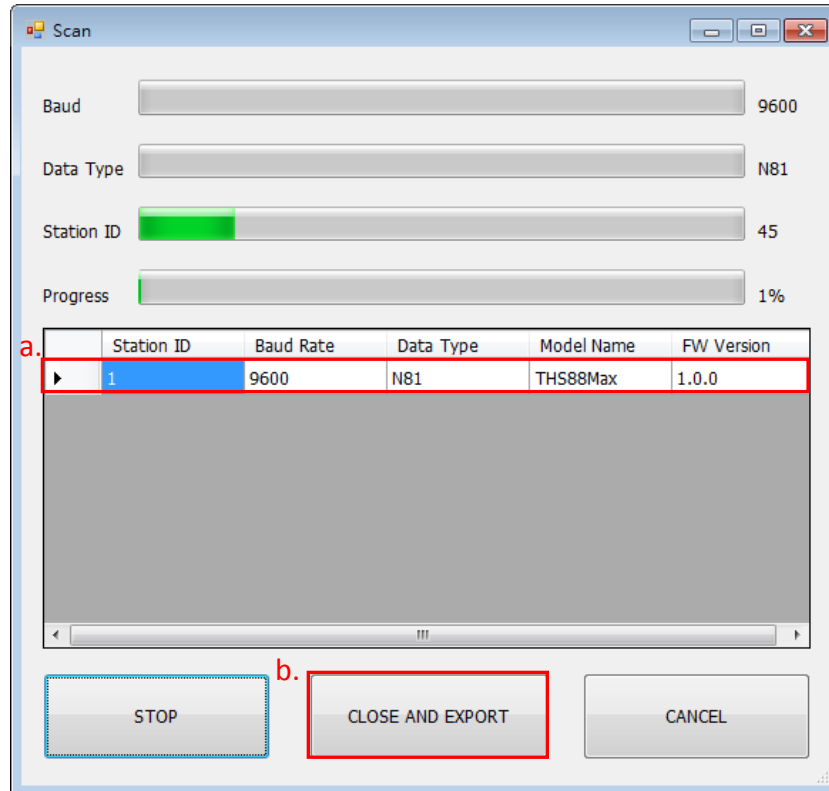 Scan
Baud 9600
Data Type N81
Station ID 45
Progress 1%
a.
Station ID Baud Rate Data Type Model Name FW Version
1 9600 N81 THS88Max 1.0.0
b.
STOP CLOSE AND EXPORT CANCEL